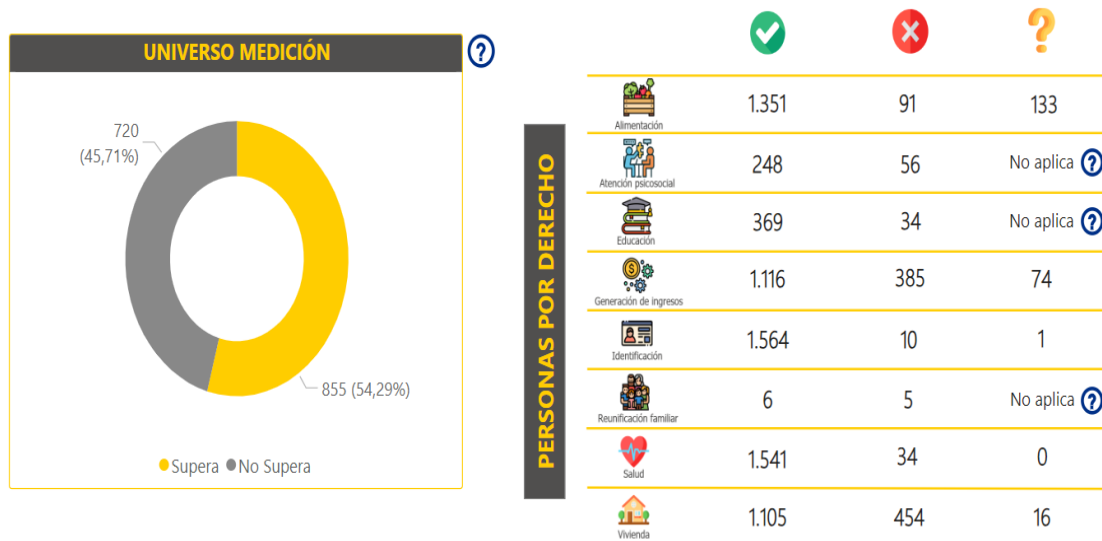 UNIVERSO MEDICIÓN
720
(45,71%)
855 (54,29%)
Supera
No Supera
PERSONAS POR DERECHO
Alimentación
1.351
91
133
Atención psicosocial
248
56
No aplica
Educación
369
34
No aplica
Generación de ingresos
1.116
385
74
Identificación
1.564
10
1
Reunificación familiar
6
5
No aplica
Salud
1.541
34
0
Vivienda
1.105
454
16